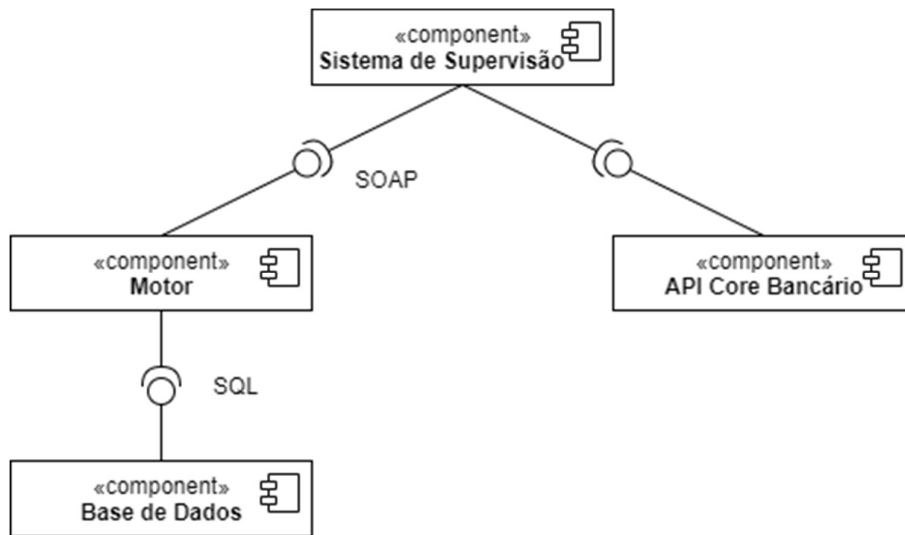 «component»
Sistema de Supervisão
SOAP
«component»
Motor
«component»
API Core Bancário
SQL
«component»
Base de Dados